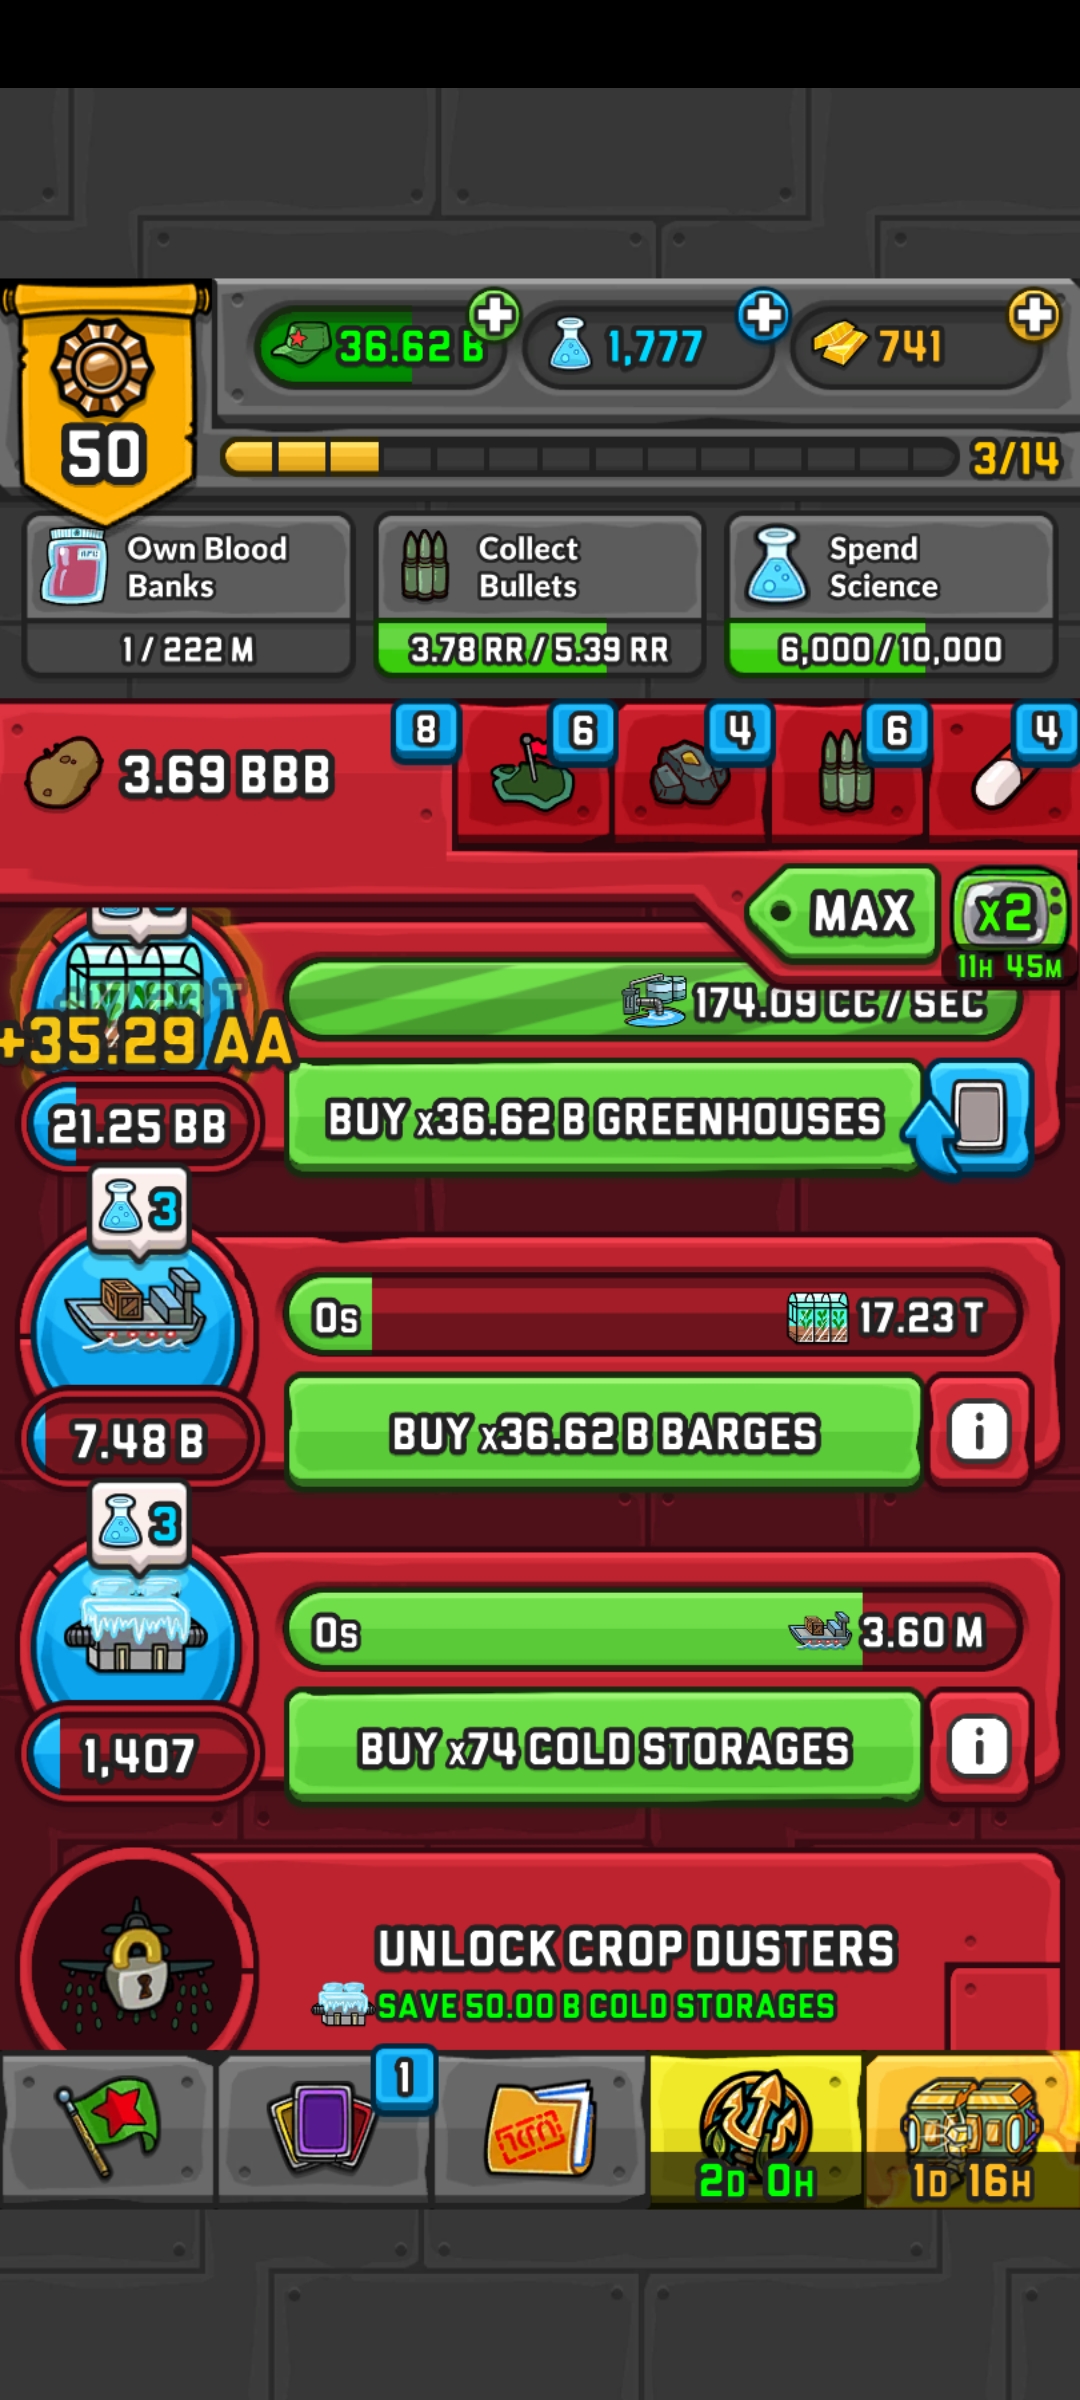 36.62 B
1,777
741
50
3/14
Own Blood
Banks
1 / 222 M
Collect
Bullets
3.78 RR / 5.39 RR
Spend
Science
6,000 / 10,000
3.69 BBB
8
6
4
6
4
MAX
x2
11H 45M
174.09 CC / SEC
+35.29 AA
BUY x36.62 B GREENHOUSES
21.25 BB
3
0s
17.23 T
BUY x36.62 B BARGES
i
7.48 B
3
0s
3.60 M
BUY x74 COLD STORAGES
i
1,407
UNLOCK CROP DUSTERS
SAVE 50.00 B COLD STORAGES
1
2D 0H
1D 16H